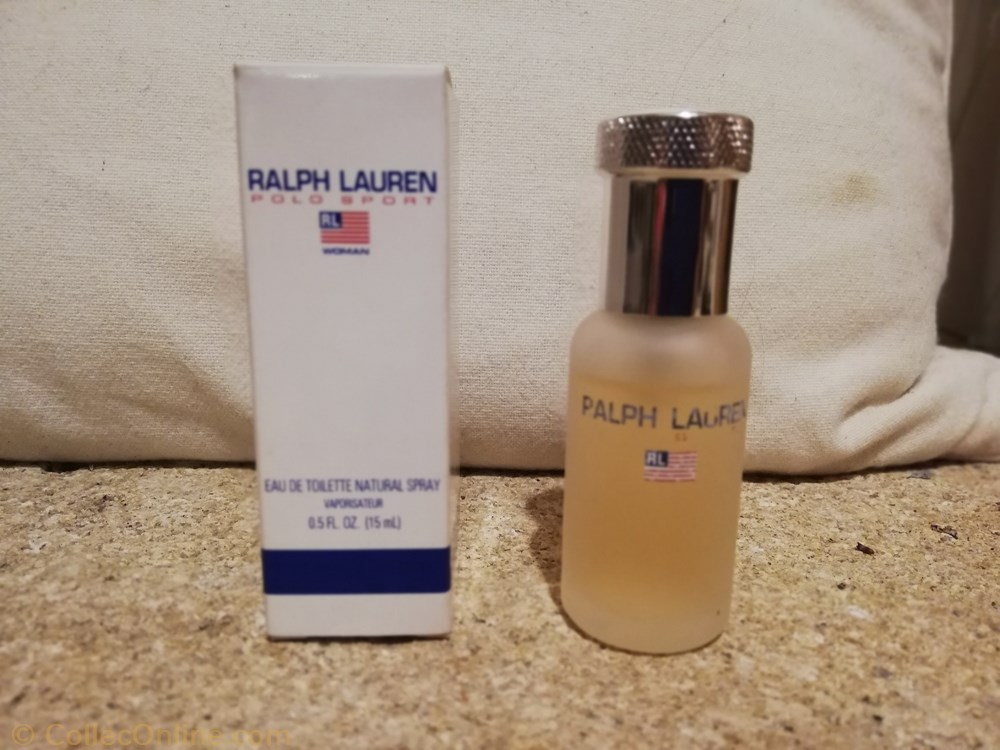 RALPH LAUREN
POLO SPORT
RL
WOMAN
EAU DE TOILETTE NATURAL SPRAY
VAPORISATEUR
0.5 FL. OZ. (15 mL)
RALPH LAUREN
RL
© CollecOnline.com